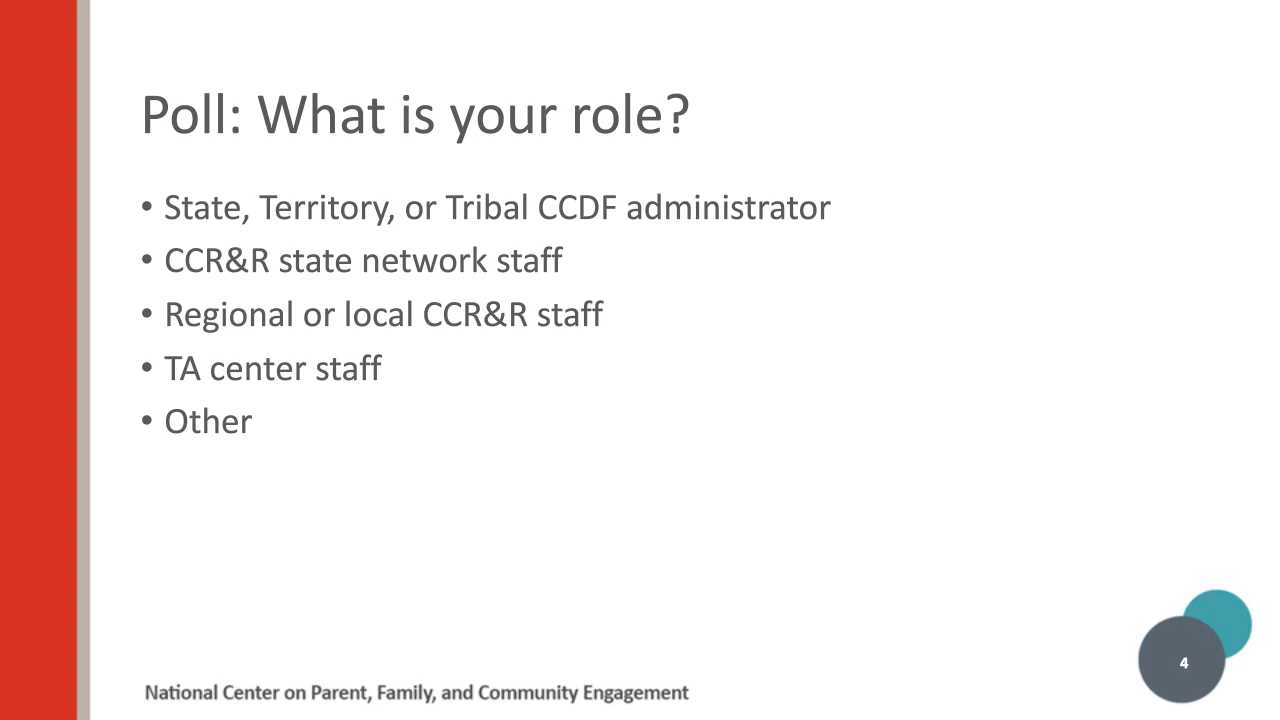 Poll: What is your role?
• State, Territory, or Tribal CCDF administrator
• CCR&R state network staff
• Regional or local CCR&R staff
• TA center staff
• Other
4
National Center on Parent, Family, and Community Engagement